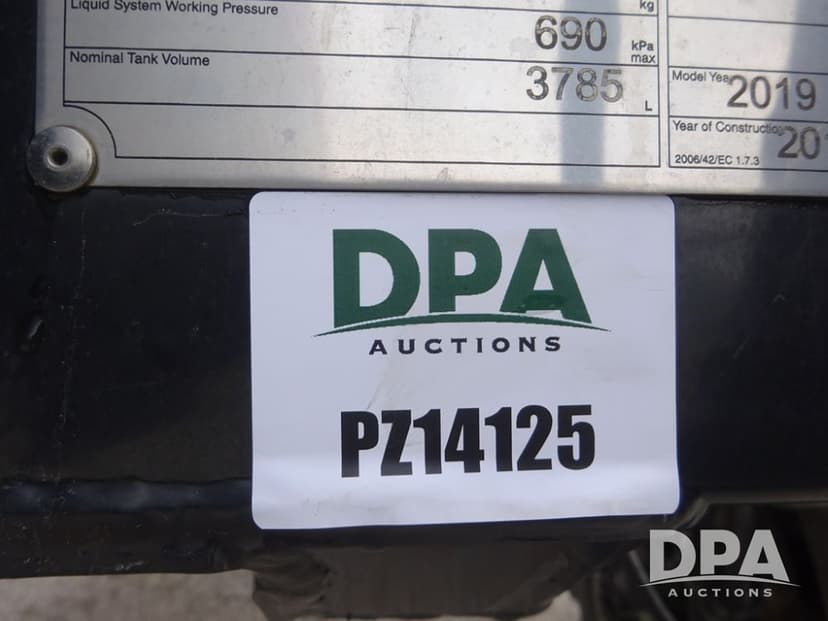 Liquid System Working Pressure
kg
690 kPa
max
Nominal Tank Volume
3785 L
Model Year 2019
Year of Construction 20
2006/42/EC 1.7.3
DPA
AUCTIONS
PZ14125
DPA
AUCTIONS